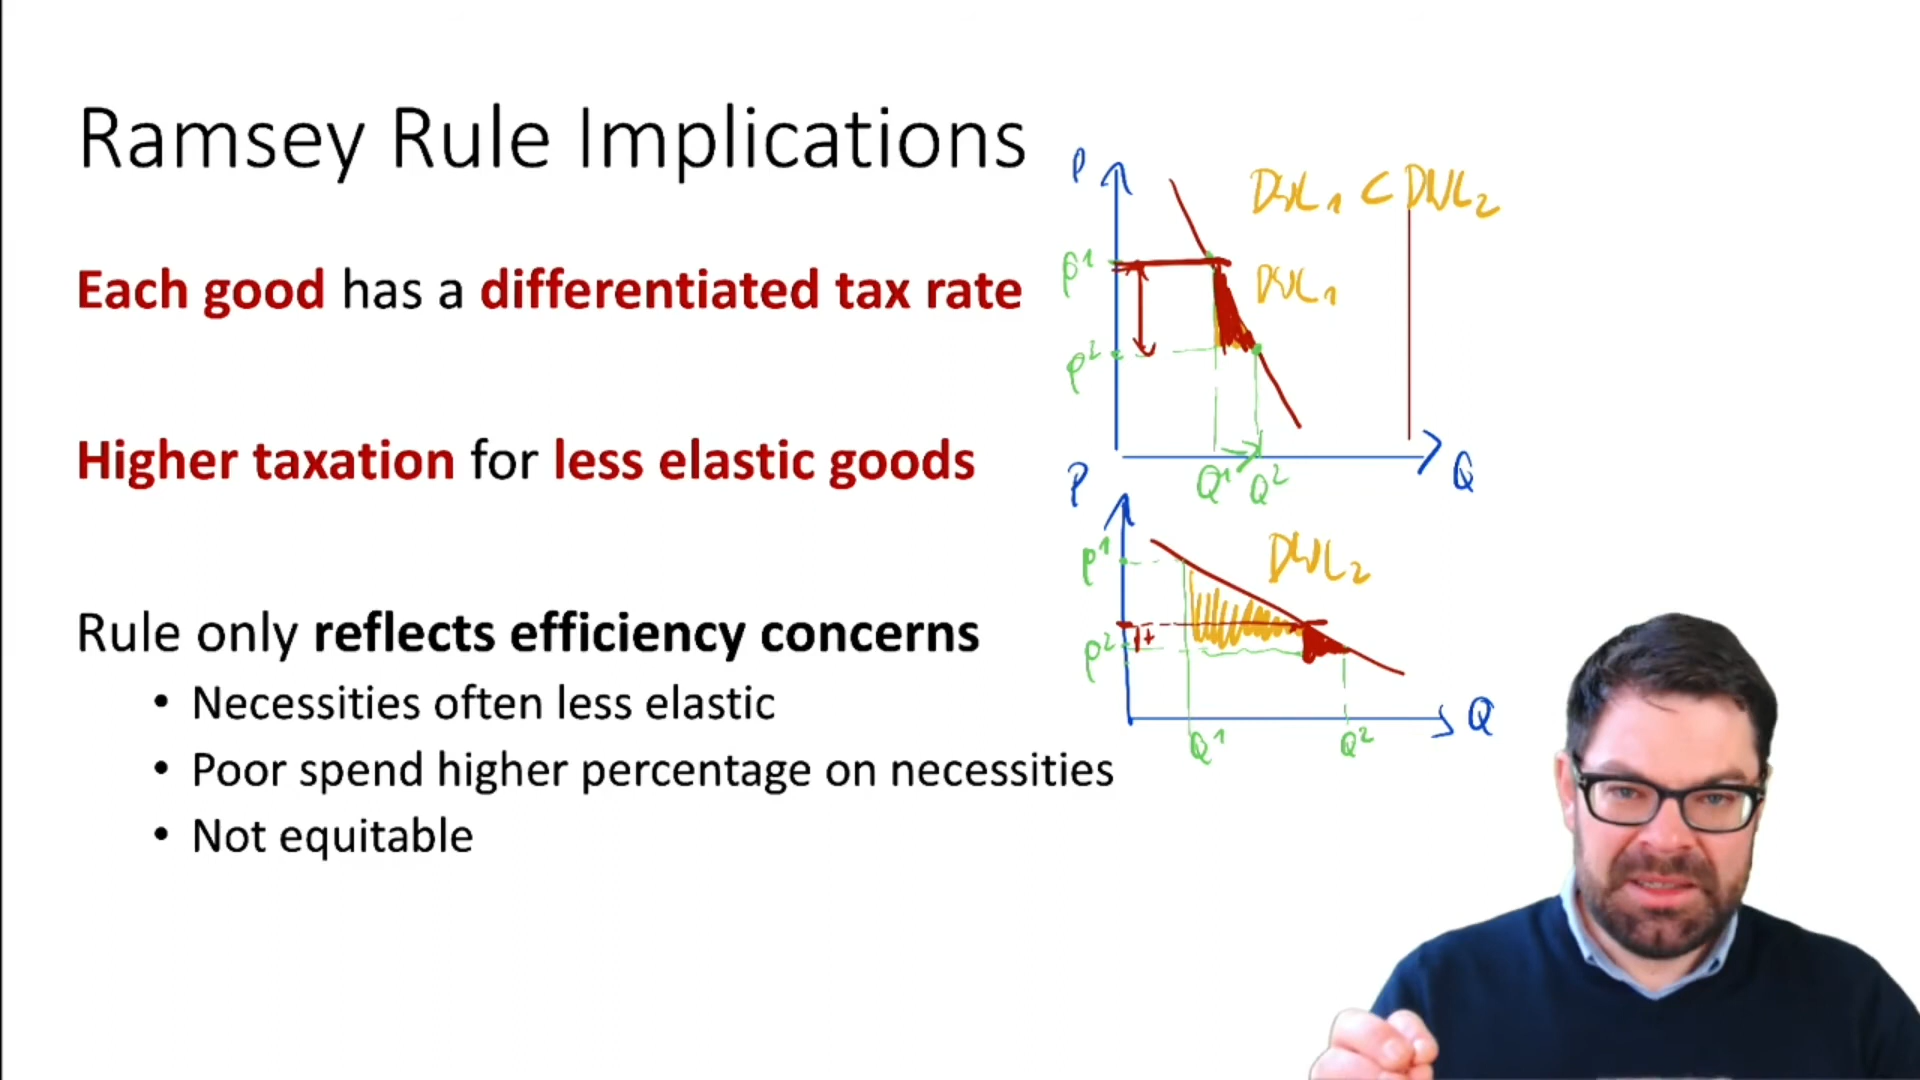 Ramsey Rule Implications
Each good has a differentiated tax rate
Higher taxation for less elastic goods
Rule only reflects efficiency concerns
• Necessities often less elastic
• Poor spend higher percentage on necessities
• Not equitable
P
DWL₁ < DWL₂
P¹
DWL₁
P²
Q
Q¹ Q²
P
P¹
DWL₂
P²
Q
Q¹
Q²